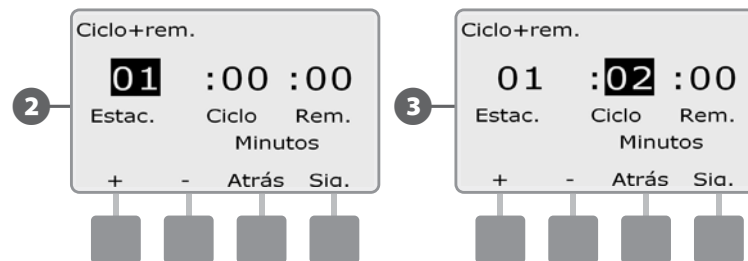 Ciclo+rem.
01 :00 :00
Estac. Ciclo Rem.
Minutos
+ - Atrás Sig.
2
Ciclo+rem.
01 :02 :00
Estac. Ciclo Rem.
Minutos
+ - Atrás Sig.
3